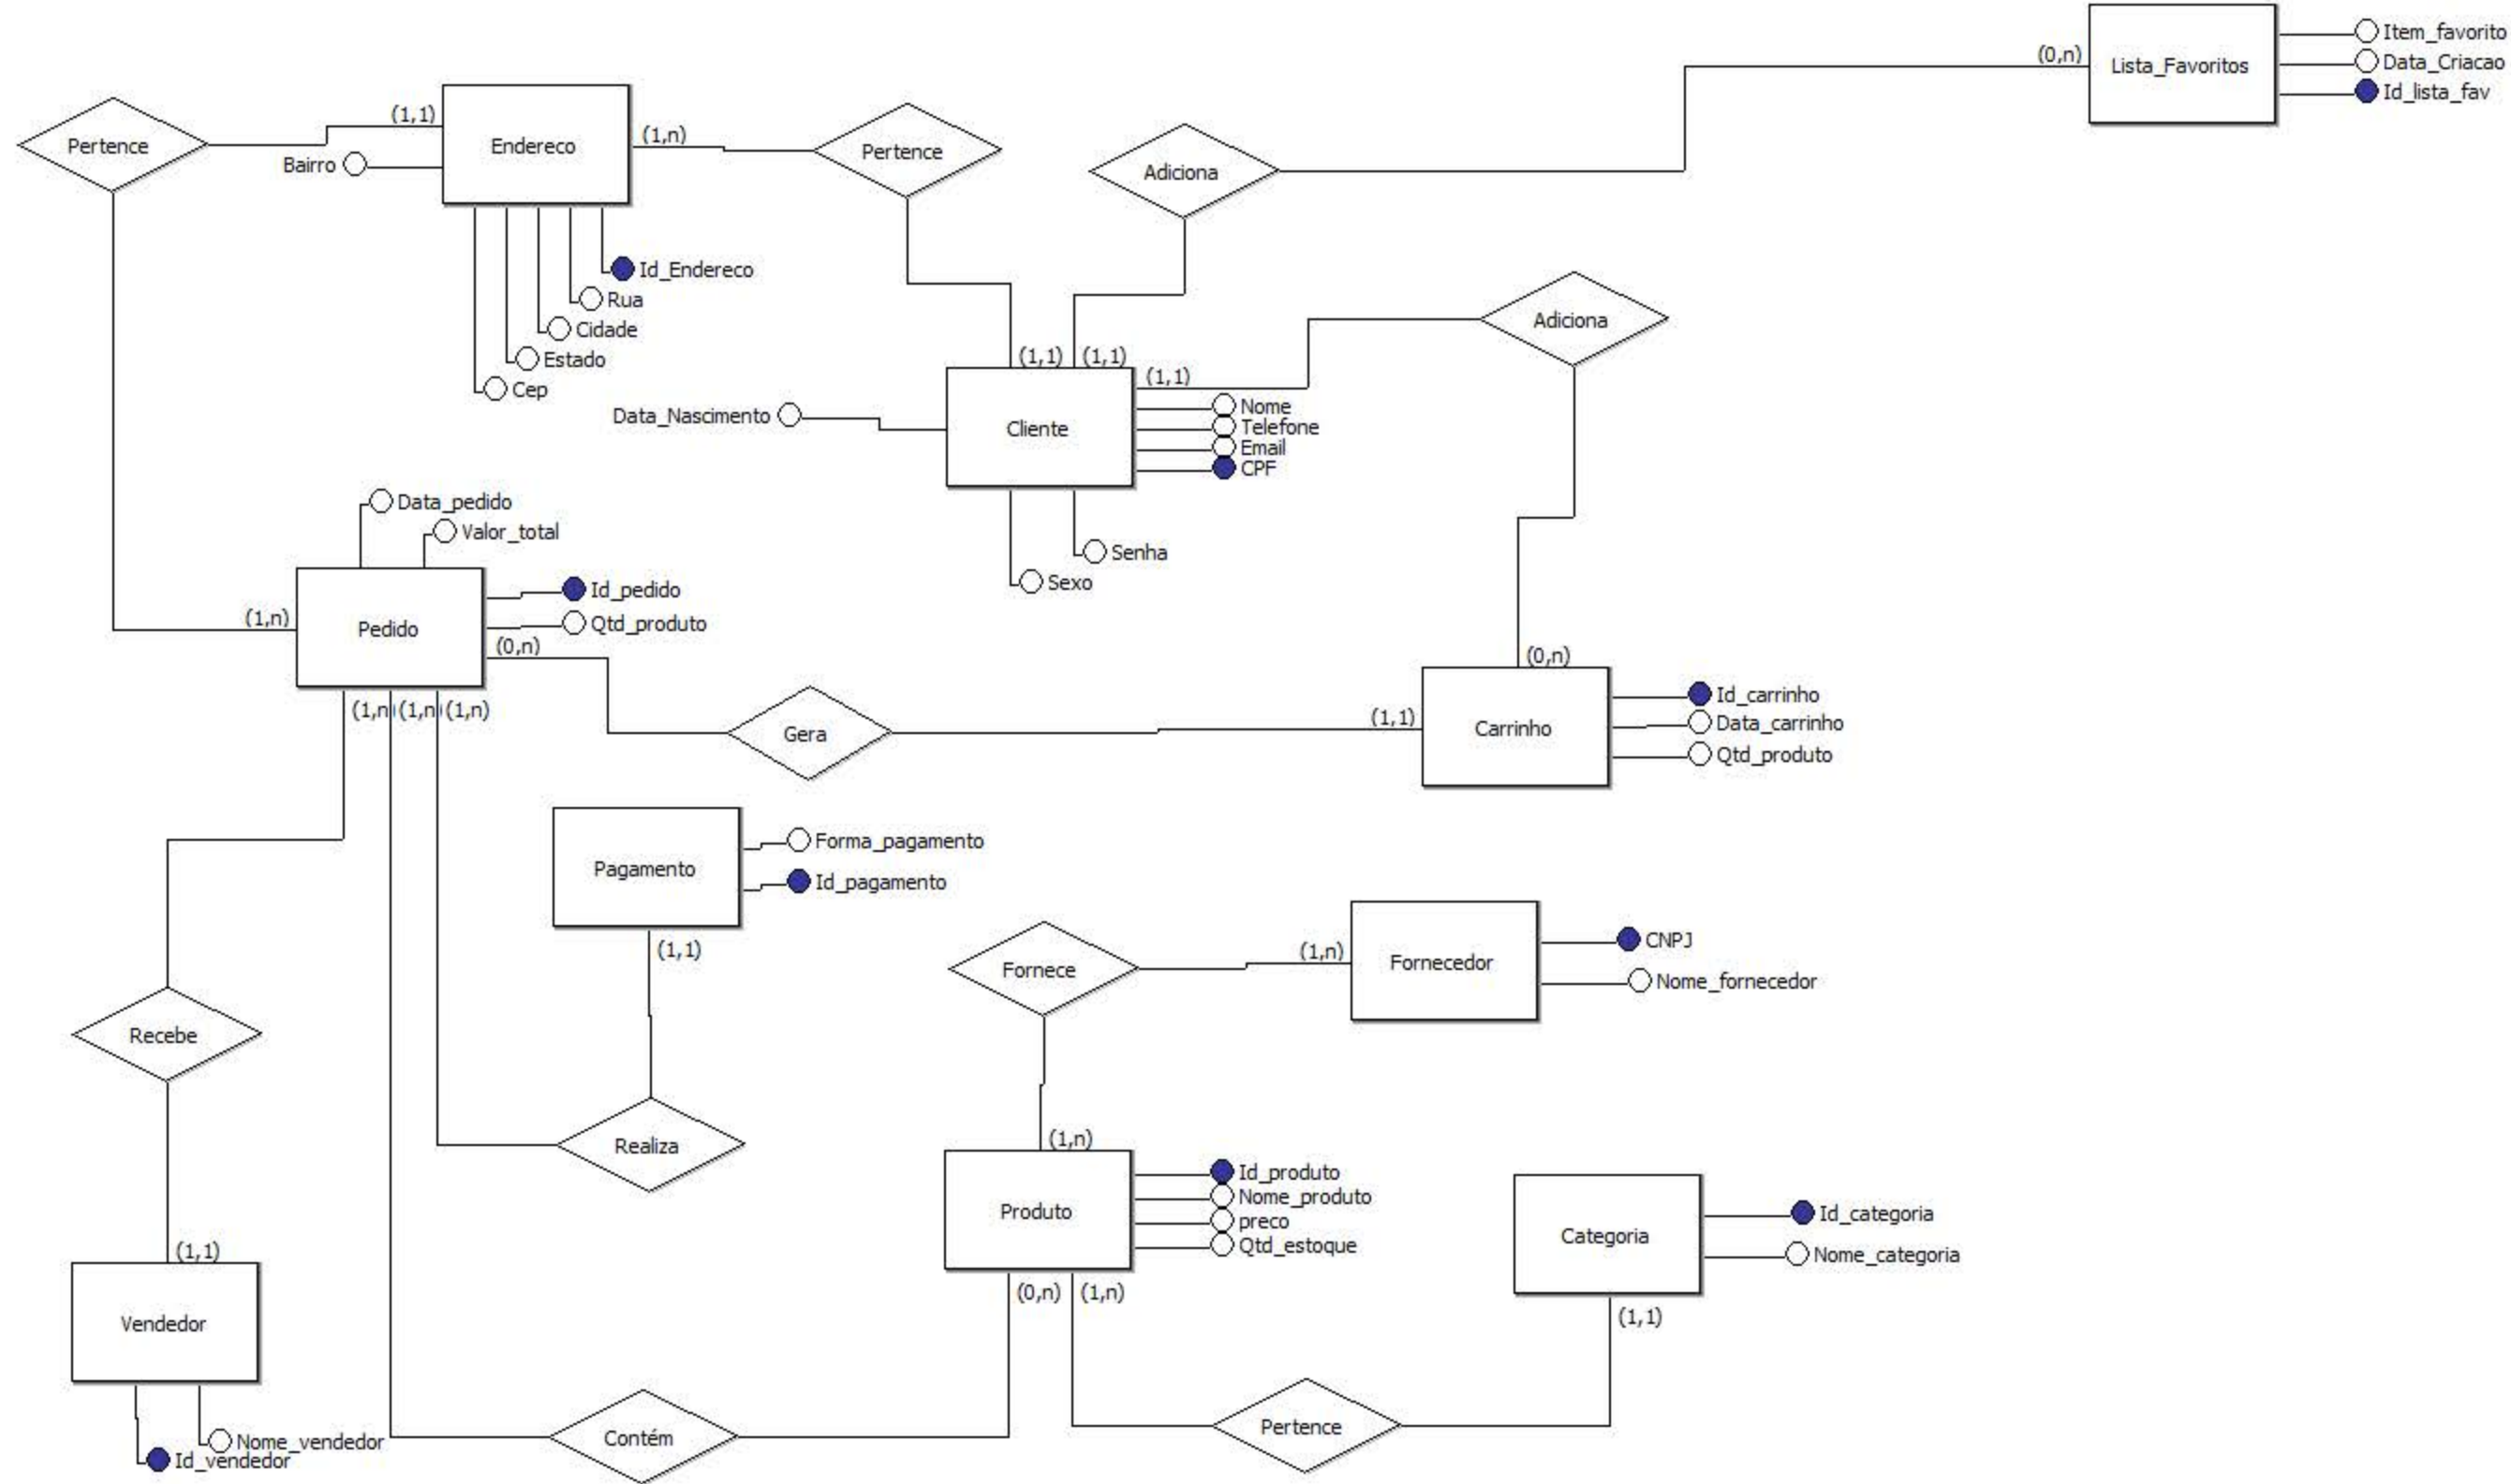 Item_favorito
(0,n)
Lista_Favoritos
Data_Criacao
Id_lista_fav
(1,1)
Pertence
Endereco
(1,n)
Pertence
Bairro
Adiciona
Id_Endereco
Rua
Cidade
Estado
Cep
Adiciona
(1,1)
(1,1)
(1,1)
Data_Nascimento
Cliente
Nome
Telefone
Email
CPF
Senha
Sexo
Data_pedido
Valor_total
Id_pedido
(1,n)
Pedido
Qtd_produto
(0,n)
(1,n)
(1,n)
(1,n)
Gera
(1,1)
(0,n)
Carrinho
Id_carrinho
Data_carrinho
Qtd_produto
Pagamento
Forma_pagamento
Id_pagamento
(1,1)
Fornece
(1,n)
Fornecedor
CNPJ
Nome_fornecedor
Recebe
Realiza
(1,n)
Produto
Id_produto
Nome_produto
preco
Qtd_estoque
Categoria
Id_categoria
Nome_categoria
(1,1)
Vendedor
(0,n)
(1,n)
(1,1)
Nome_vendedor
Id_vendedor
Contém
Pertence